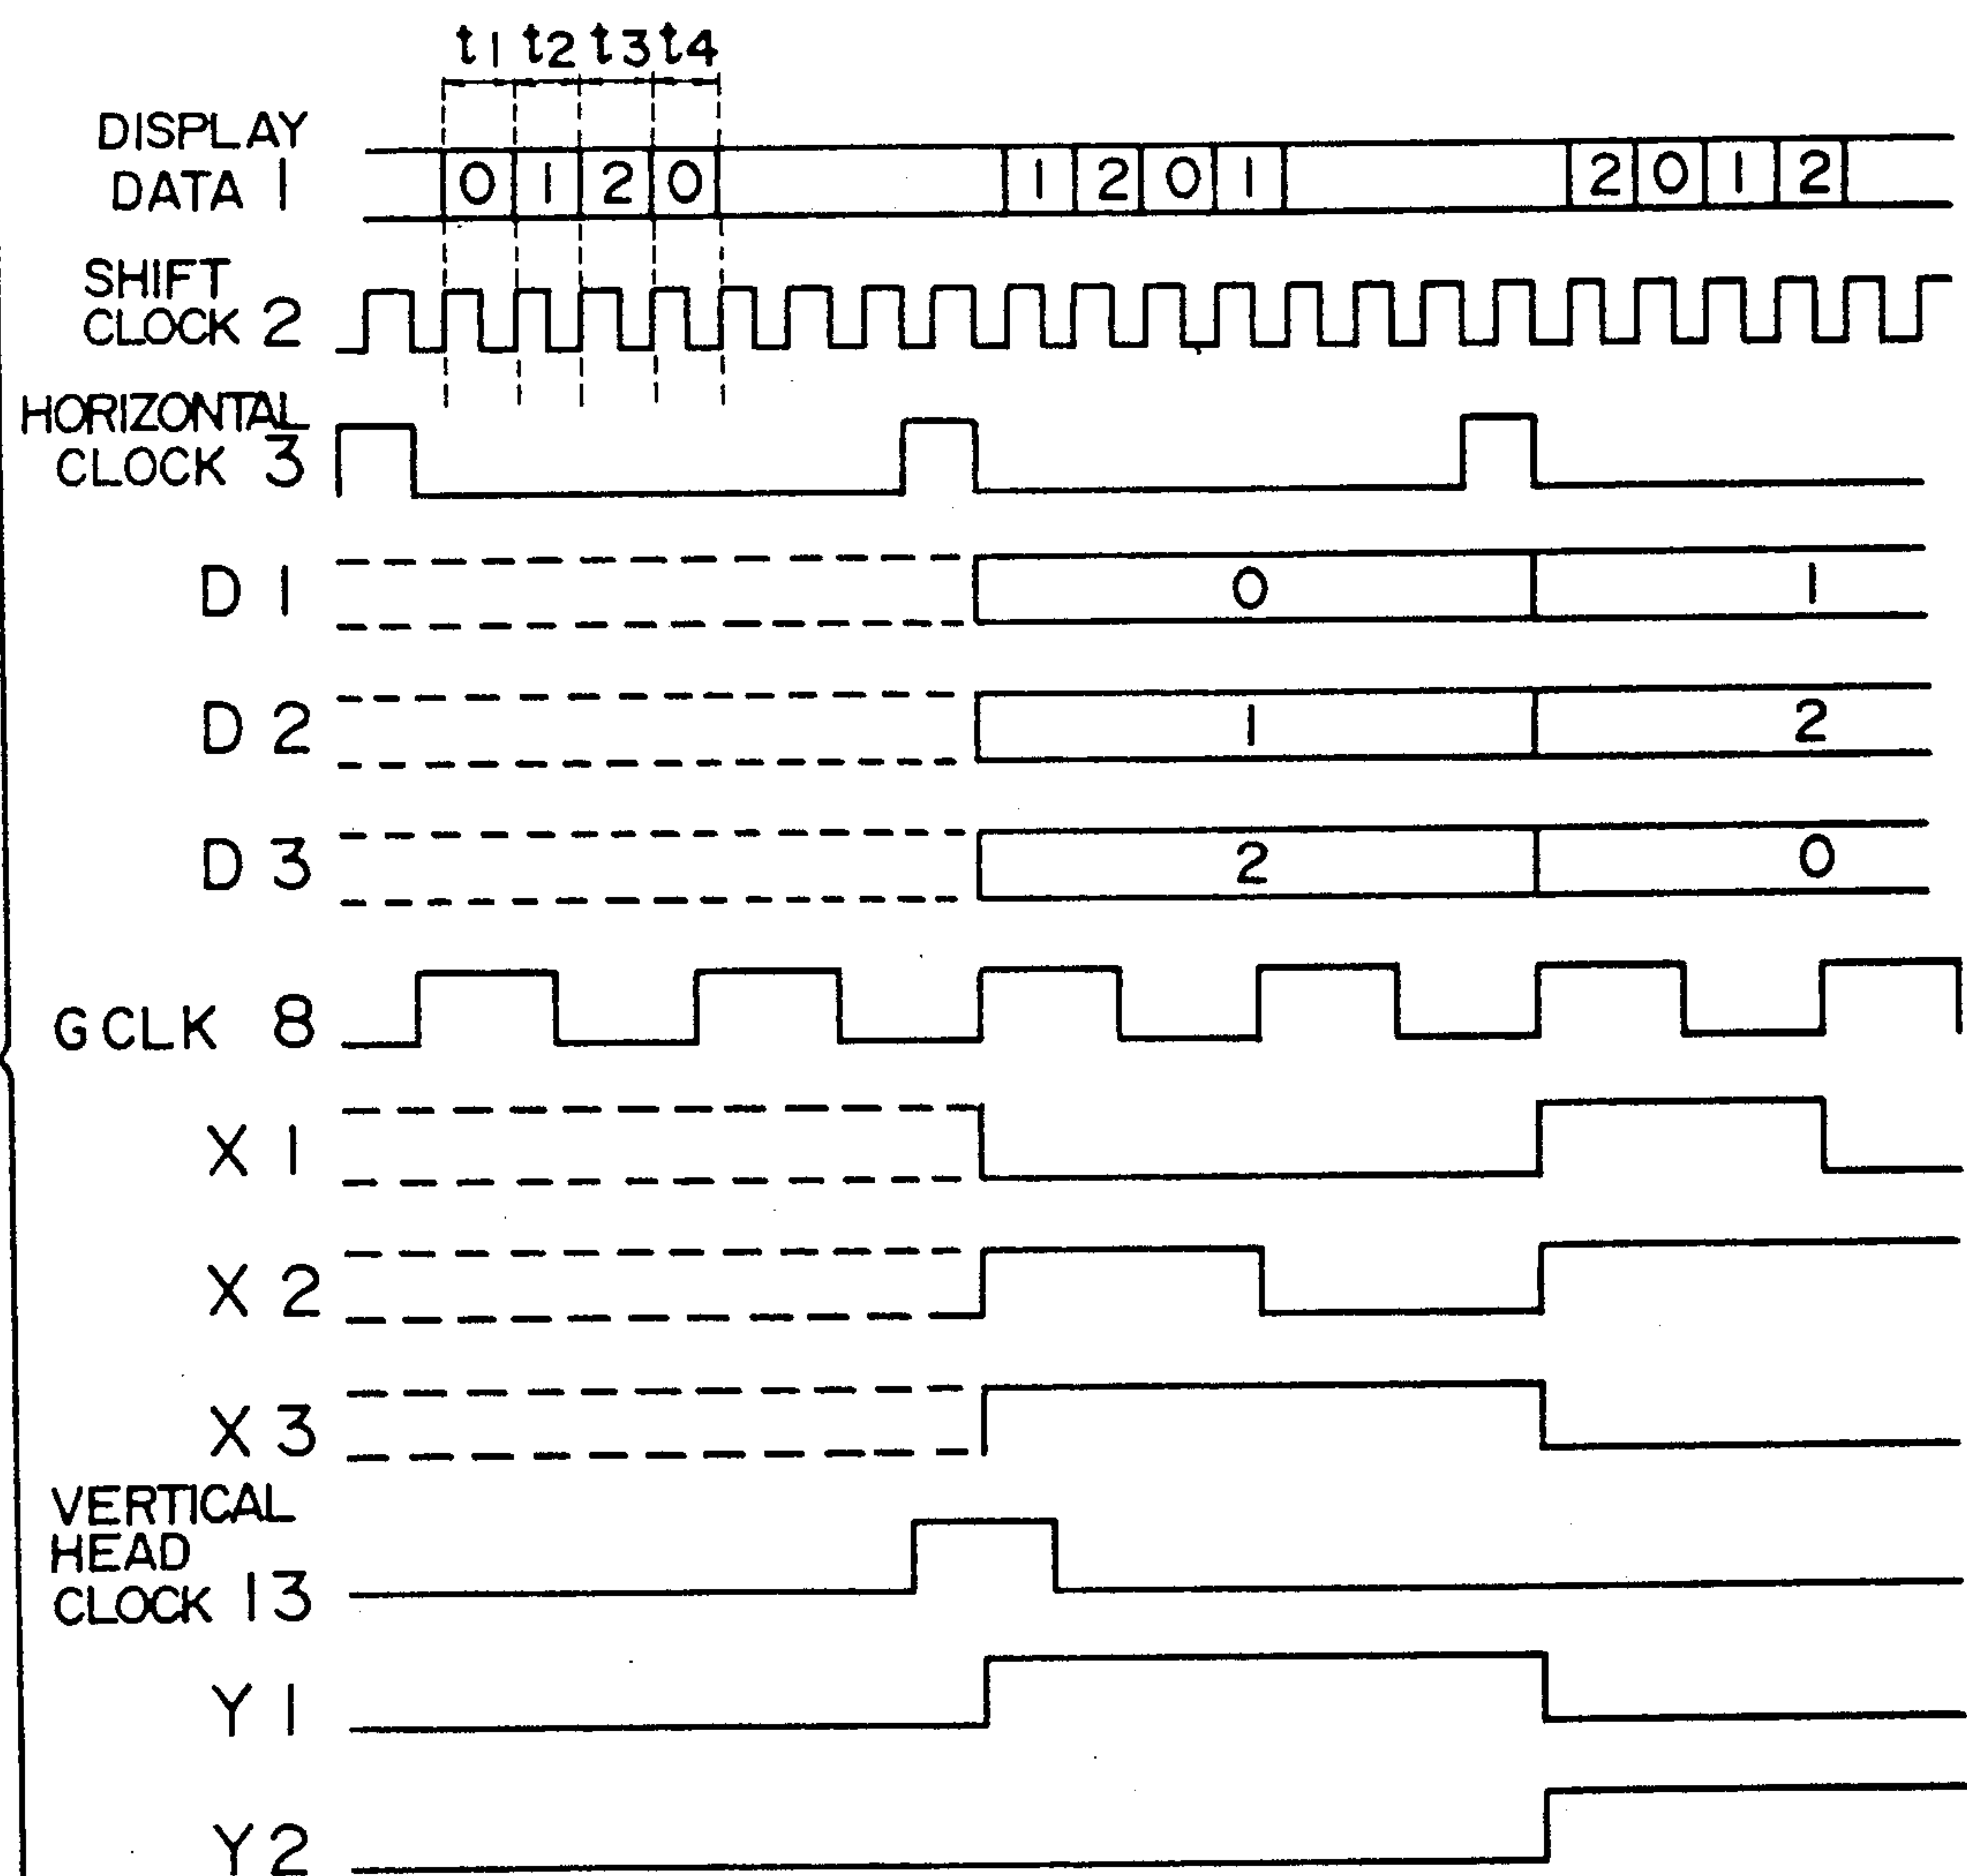 t1 t2 t3 t4
DISPLAY
DATA 1
0 1 2 0 1 2 0 1 2 0 1 2
SHIFT
CLOCK 2
HORIZONTAL
CLOCK 3
D 1
0 1
D 2
1 2
D 3
2 0
GCLK 8
X 1
X 2
X 3
VERTICAL
HEAD
CLOCK 13
Y 1
Y 2